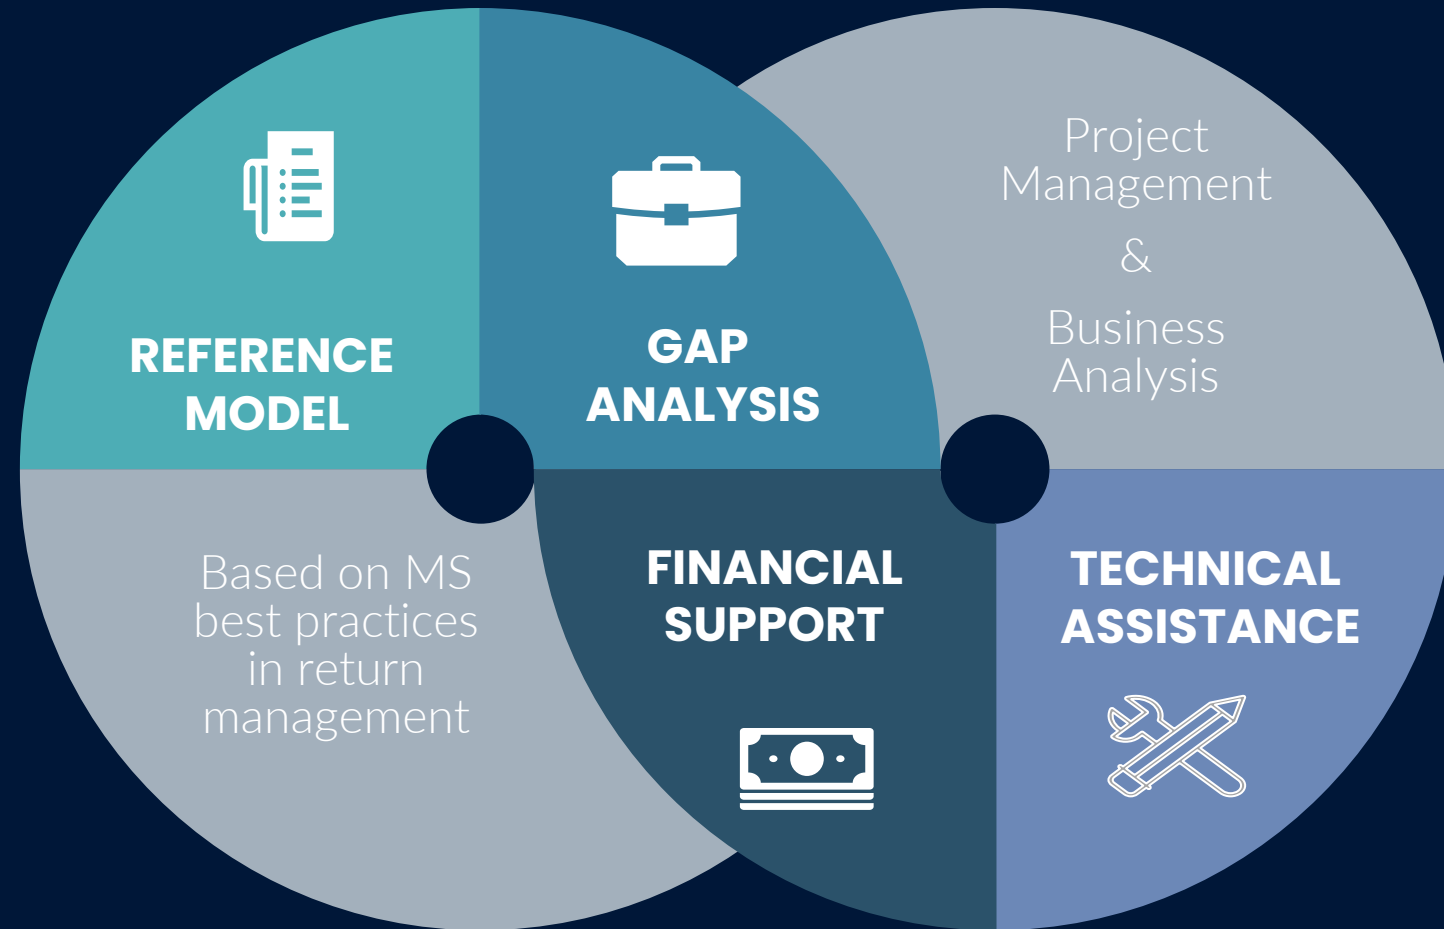 REFERENCE
MODEL
GAP
ANALYSIS
Project
Management
&
Business
Analysis
Based on MS
best practices
in return
management
FINANCIAL
SUPPORT
TECHNICAL
ASSISTANCE